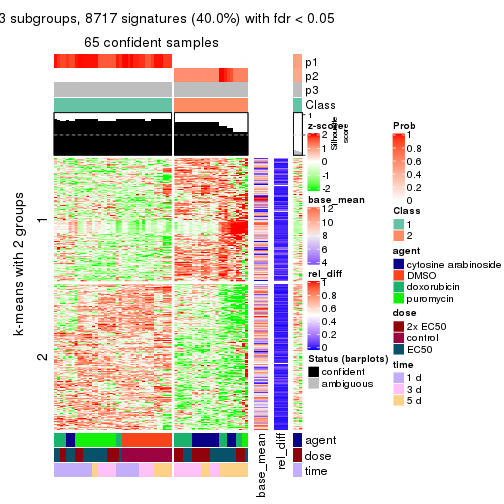 3 subgroups, 8717 signatures (40.0%) with fdr < 0.05
65 confident samples
p1
p2
p3
Class
1
Silhouette
score
k-means with 2 groups
1
2
z-score
2
1
0
-1
-2
base_mean
12
10
8
6
4
rel_diff
1
0.8
0.6
0.4
0.2
0
Status (barplots)
confident
ambiguous
Prob
1
0.8
0.6
0.4
0.2
0
Class
1
2
agent
cytosine arabinoside
DMSO
doxorubicin
puromycin
dose
2x EC50
control
EC50
time
1 d
3 d
5 d
agent
dose
time
base_mean
rel_diff